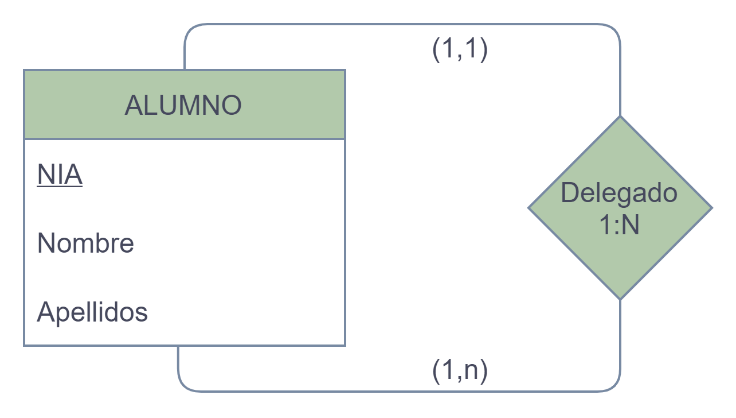 (1,1)
ALUMNO
NIA
Nombre
Apellidos
Delegado
1:N
(1,n)